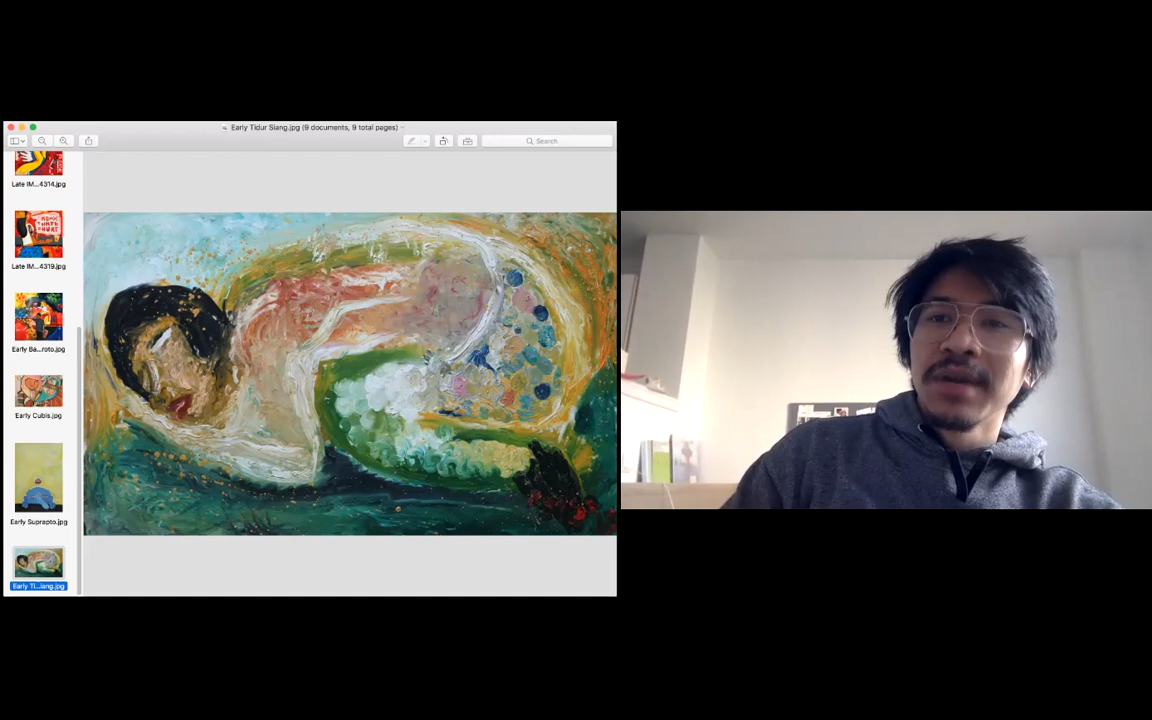 Early Tidur Siang.jpg (9 documents, 9 total pages)
Search
Late IM...4314.jpg
Late IM...4319.jpg
Early Ba...roto.jpg
Early Cubis.jpg
Early Suprapto.jpg
Early Ti...iang.jpg